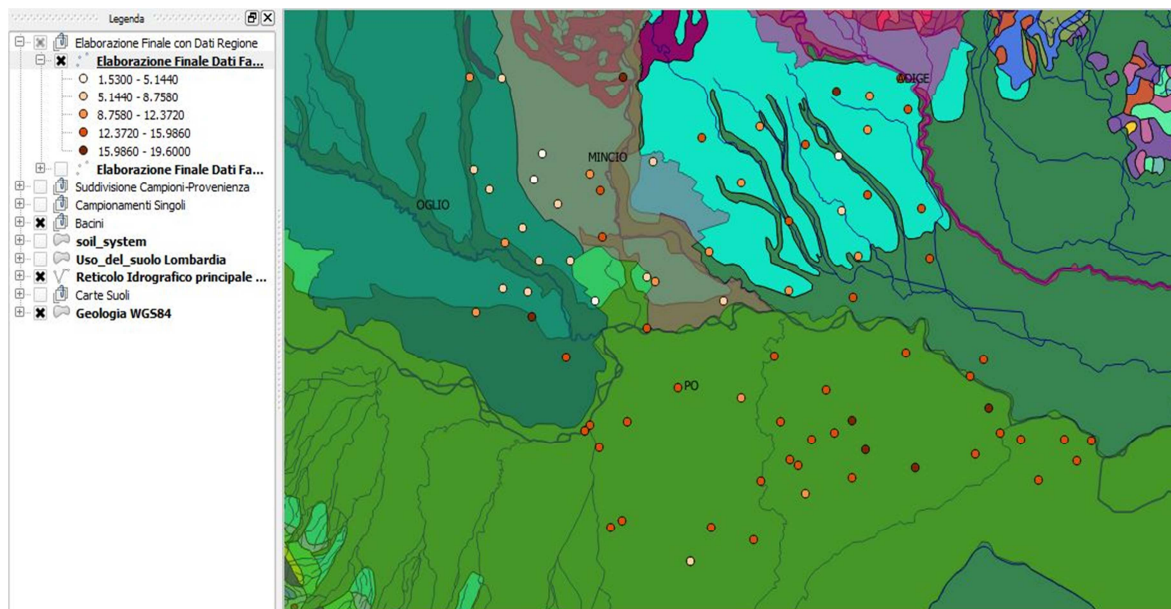 Legenda
Elaborazione Finale con Dati Regione
Elaborazione Finale Dati Fa...
1.5300 - 5.1440
5.1440 - 8.7580
8.7580 - 12.3720
12.3720 - 15.9860
15.9860 - 19.6000
Elaborazione Finale Dati Fa...
Suddivisione Campioni-Provenienza
Campionamenti Singoli
Bacini
soil_system
Uso_del_suolo Lombardia
Reticolo Idrografico principale ...
Carte Suoli
Geologia WGS84
ADIGE
MINCIO
OGLIO
PO